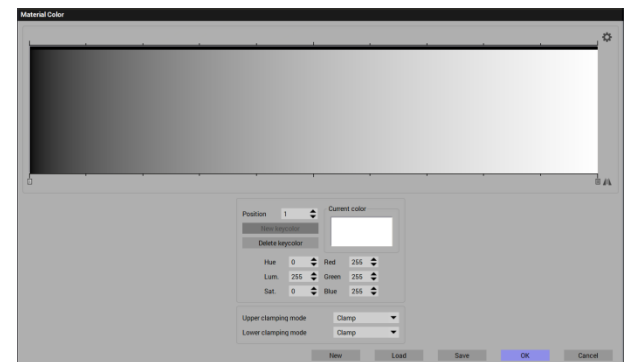 Material Color
Position 1 Current color
New keycolor
Delete keycolor
Hue 0 Red 255
Lum. 255 Green 255
Sat. 0 Blue 255
Upper clamping mode Clamp
Lower clamping mode Clamp
New Load Save OK Cancel